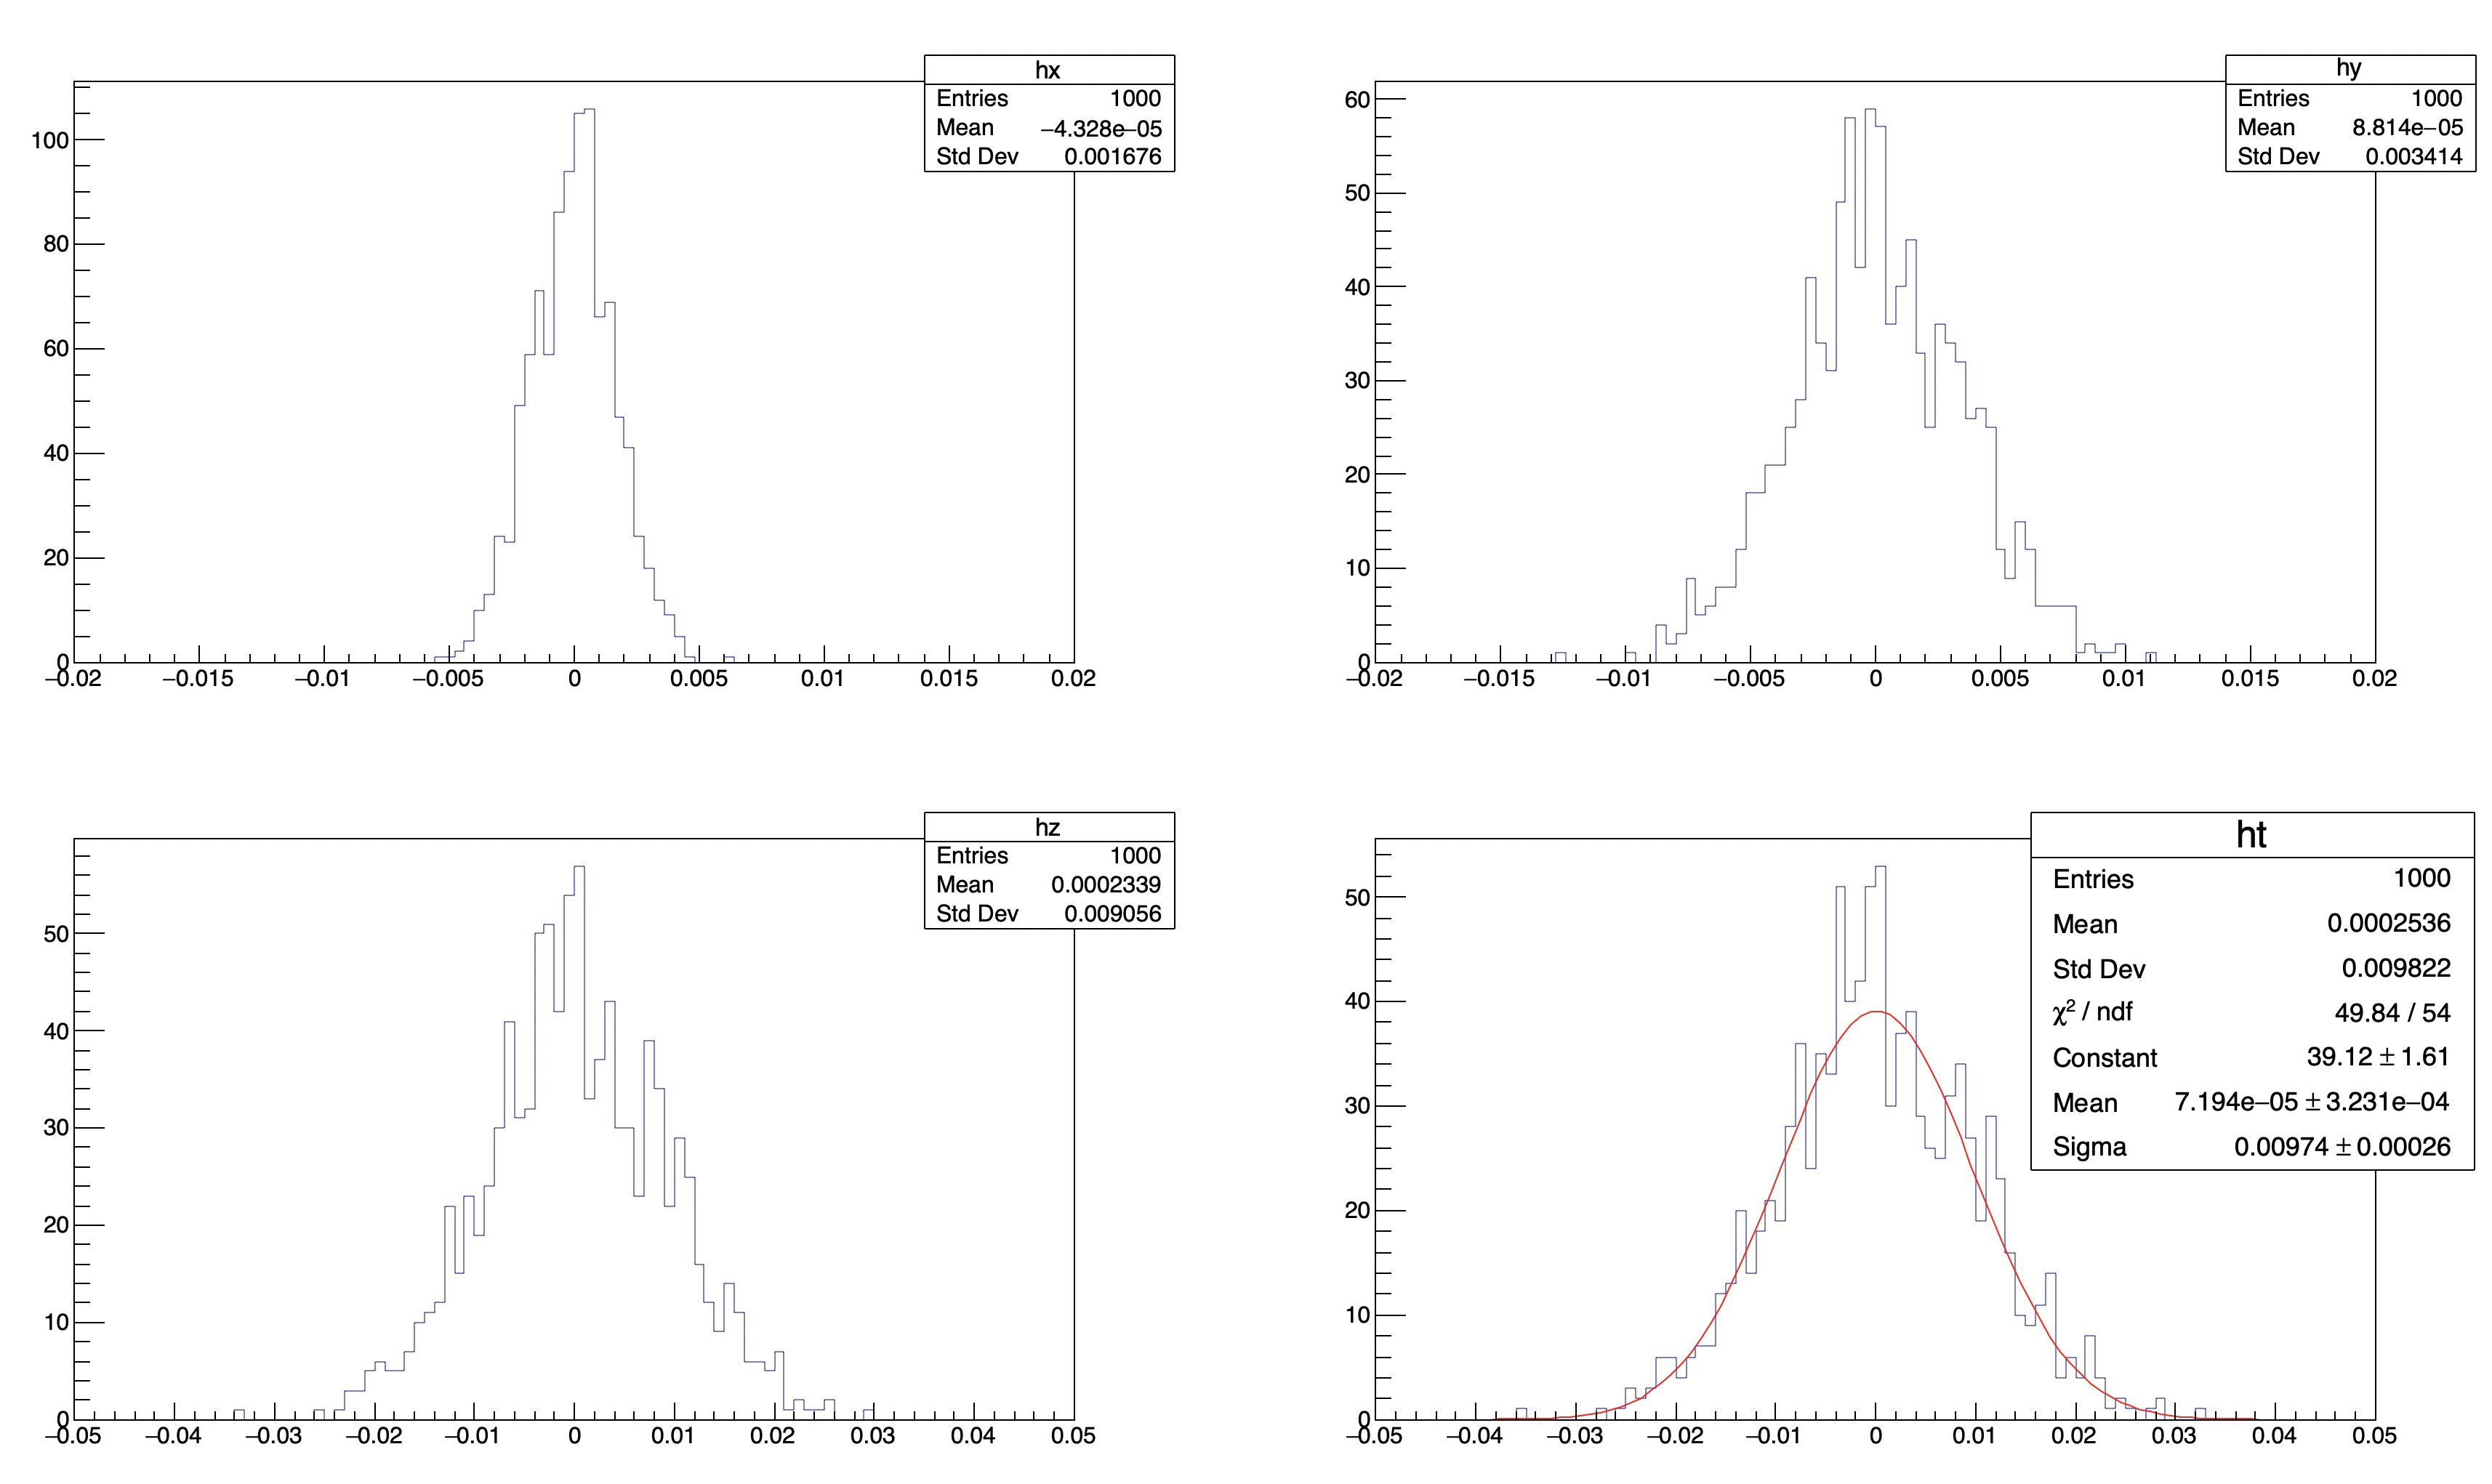 hx
Entries 1000
Mean −4.328e−05
Std Dev 0.001676
100
80
60
40
20
0
−0.02 −0.015 −0.01 −0.005 0 0.005 0.01 0.015 0.02
hy
Entries 1000
Mean 8.814e−05
Std Dev 0.003414
60
50
40
30
20
10
0
−0.02 −0.015 −0.01 −0.005 0 0.005 0.01 0.015 0.02
hz
Entries 1000
Mean 0.0002339
Std Dev 0.009056
50
40
30
20
10
0
−0.05 −0.04 −0.03 −0.02 −0.01 0 0.01 0.02 0.03 0.04 0.05
ht
Entries 1000
Mean 0.0002536
Std Dev 0.009822
χ² / ndf 49.84 / 54
Constant 39.12 ± 1.61
Mean 7.194e−05 ± 3.231e−04
Sigma 0.00974 ± 0.00026
50
40
30
20
10
0
−0.05 −0.04 −0.03 −0.02 −0.01 0 0.01 0.02 0.03 0.04 0.05